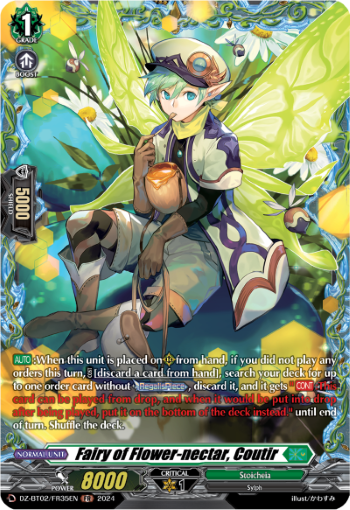 1
GRADE
BOOST
5000
SHIELD
AUTO:When this unit is placed on from hand, if you did not play any
orders this turn, [discard a card from hand], search your deck for up
to one order card without "RegalisPiece", discard it, and it gets "CONT:This
card can be played from drop, and when it would be put into drop
after being played, put it on the bottom of the deck instead." until end
of turn. Shuffle the deck.
NORMAL UNIT
Fairy of Flower-nectar, Coutir
POWER 8000
CRITICAL
1
Stoicheia
Sylph
DZ-BT02/FR35EN FR 2024
illust/かわすみ